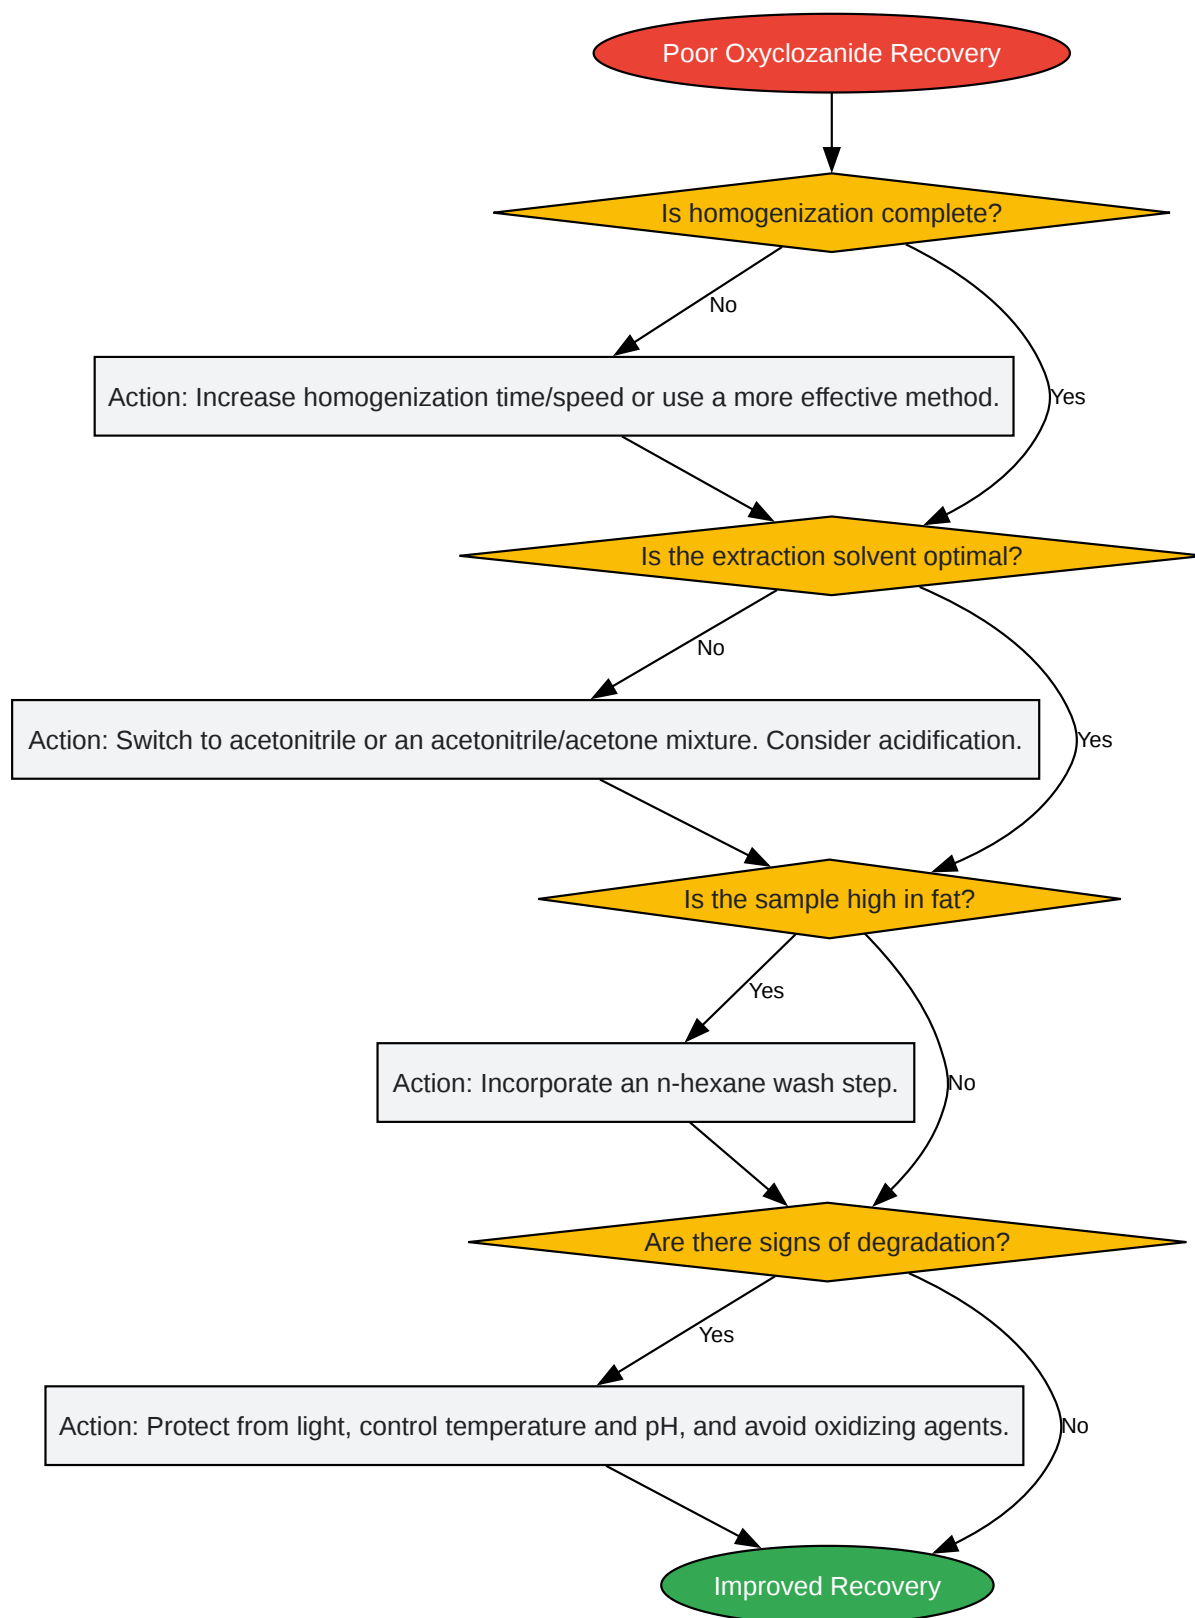 Poor Oxyclozanide Recovery
Is homogenization complete?
No
Action: Increase homogenization time/speed or use a more effective method.
Yes
Is the extraction solvent optimal?
No
Action: Switch to acetonitrile or an acetonitrile/acetone mixture. Consider acidification.
Yes
Is the sample high in fat?
Yes
Action: Incorporate an n-hexane wash step.
No
Are there signs of degradation?
Yes
Action: Protect from light, control temperature and pH, and avoid oxidizing agents.
No
Improved Recovery